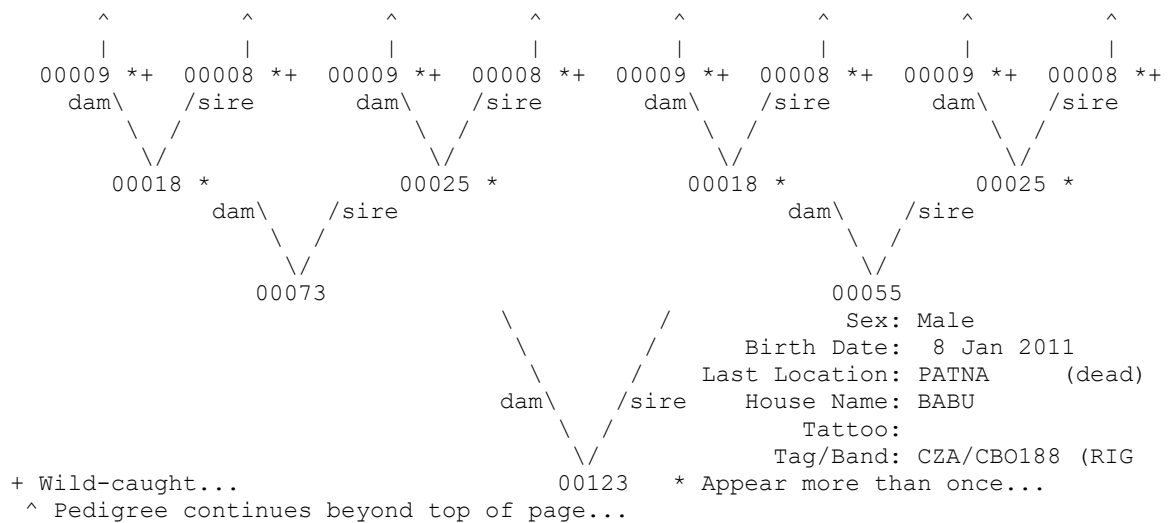 ^ ^ ^ ^ ^ ^ ^ ^
| | | | | | | |
00009 *+ 00008 *+ 00009 *+ 00008 *+ 00009 *+ 00008 *+ 00009 *+ 00008 *+
dam\ /sire dam\ /sire dam\ /sire dam\ /sire
\ / \ / \ / \ /
\/ \/ \/ \/
00018 * 00025 * 00018 * 00025 *
dam\ /sire dam\ /sire
\ / \ /
\/ \/
00073 00055
\ / Sex: Male
\ / Birth Date: 8 Jan 2011
\ / Last Location: PATNA (dead)
dam\ /sire House Name: BABU
\ / Tattoo:
\/ Tag/Band: CZA/CBO188 (RIG
+ Wild-caught... 00123 * Appear more than once...
^ Pedigree continues beyond top of page...